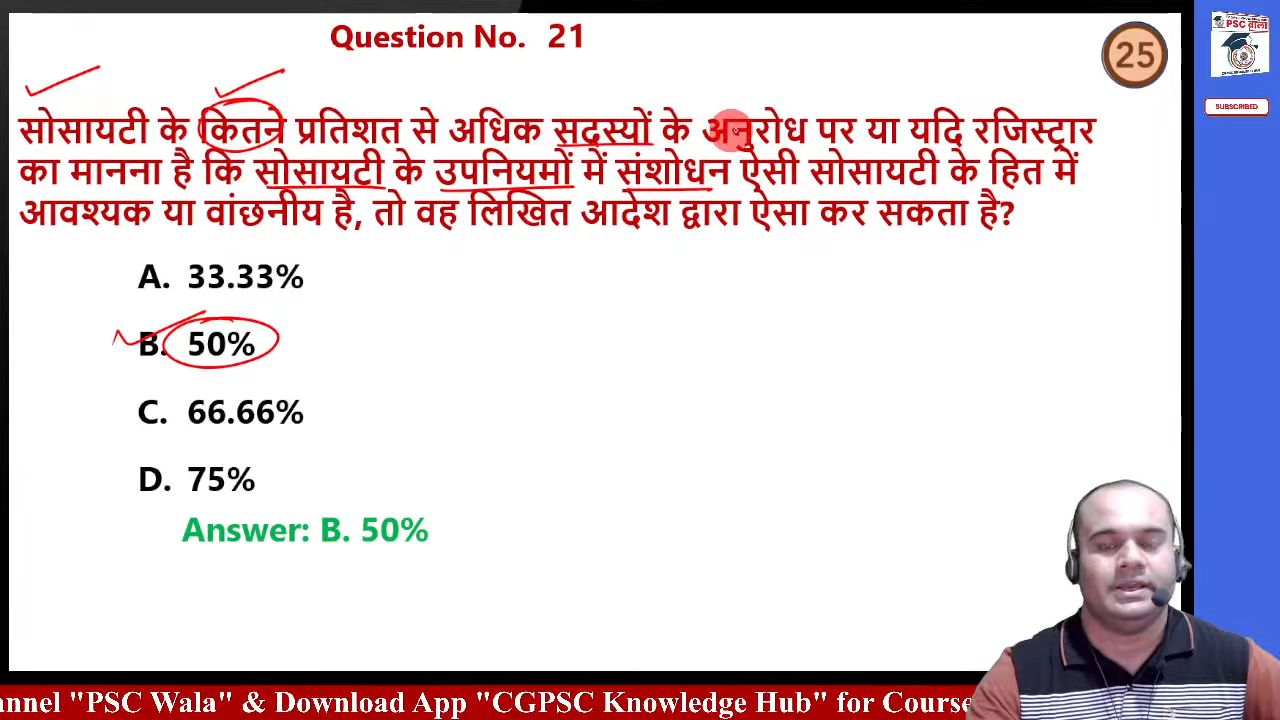 Question No. 21
25
PSC वाला
SUBSCRIBED
सोसायटी के कितने प्रतिशत से अधिक सदस्यों के अनुरोध पर या यदि रजिस्ट्रार
का मानना है कि सोसायटी के उपनियमों में संशोधन ऐसी सोसायटी के हित में
आवश्यक या वांछनीय है, तो वह लिखित आदेश द्वारा ऐसा कर सकता है?
A. 33.33%
B. 50%
C. 66.66%
D. 75%
Answer: B. 50%
annel "PSC Wala" & Download App "CGPSC Knowledge Hub" for Course